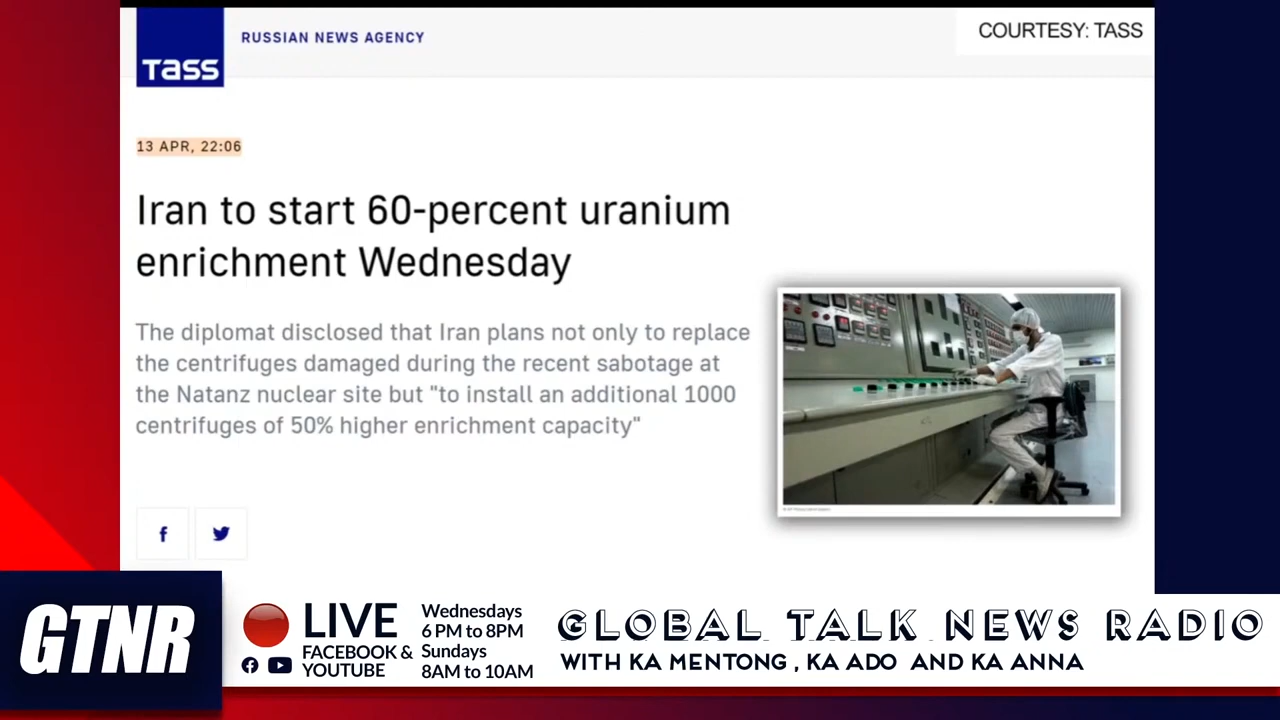 TASS
RUSSIAN NEWS AGENCY
COURTESY: TASS
13 APR, 22:06
Iran to start 60-percent uranium
enrichment Wednesday
The diplomat disclosed that Iran plans not only to replace
the centrifuges damaged during the recent sabotage at
the Natanz nuclear site but "to install an additional 1000
centrifuges of 50% higher enrichment capacity"
GTNR
LIVE
FACEBOOK &
YOUTUBE
Wednesdays
6 PM to 8PM
Sundays
8AM to 10AM
GLOBAL TALK NEWS RADIO
WITH KA MENTONG , KA ADO AND KA ANNA